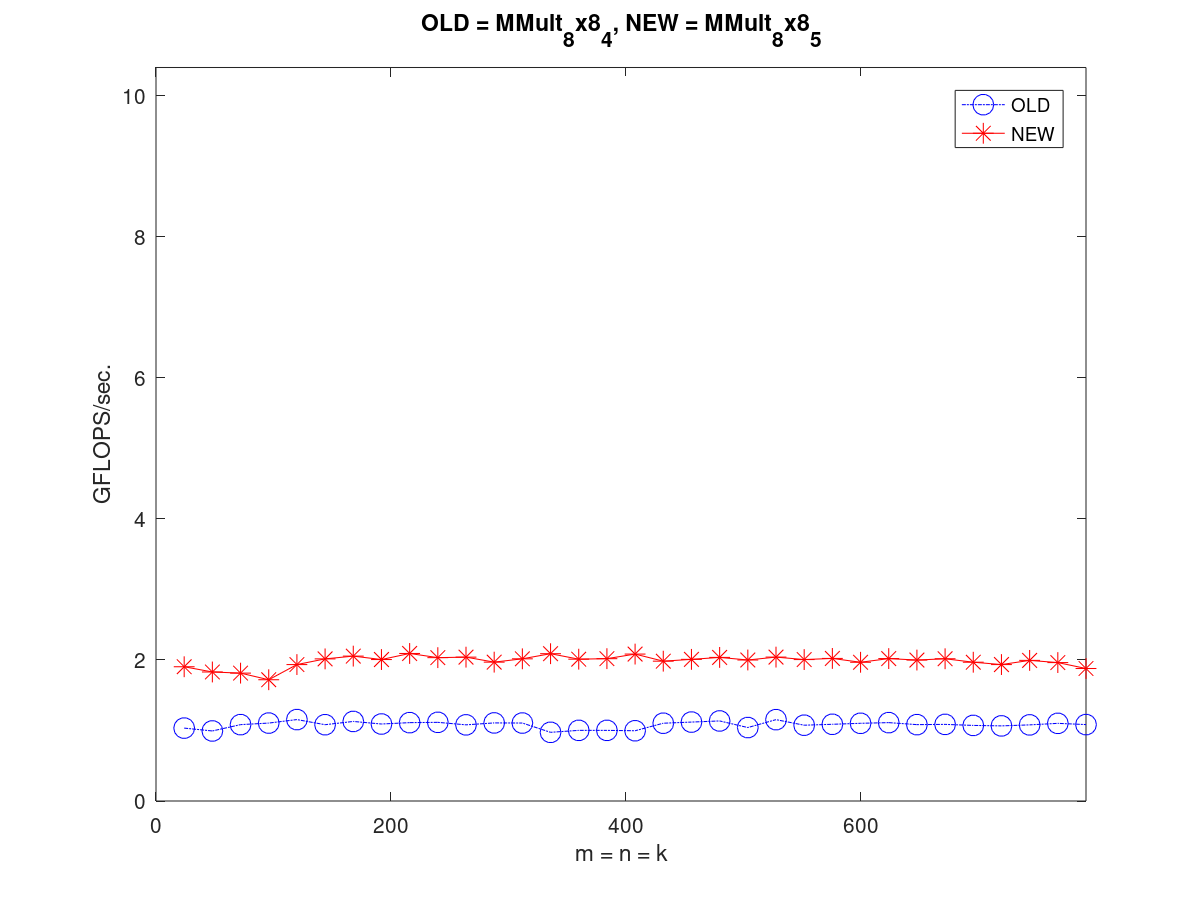 OLD = MMult8x84, NEW = MMult8x85
10
8
6
4
2
0
GFLOPS/sec.
OLD
NEW
0 200 400 600
m = n = k